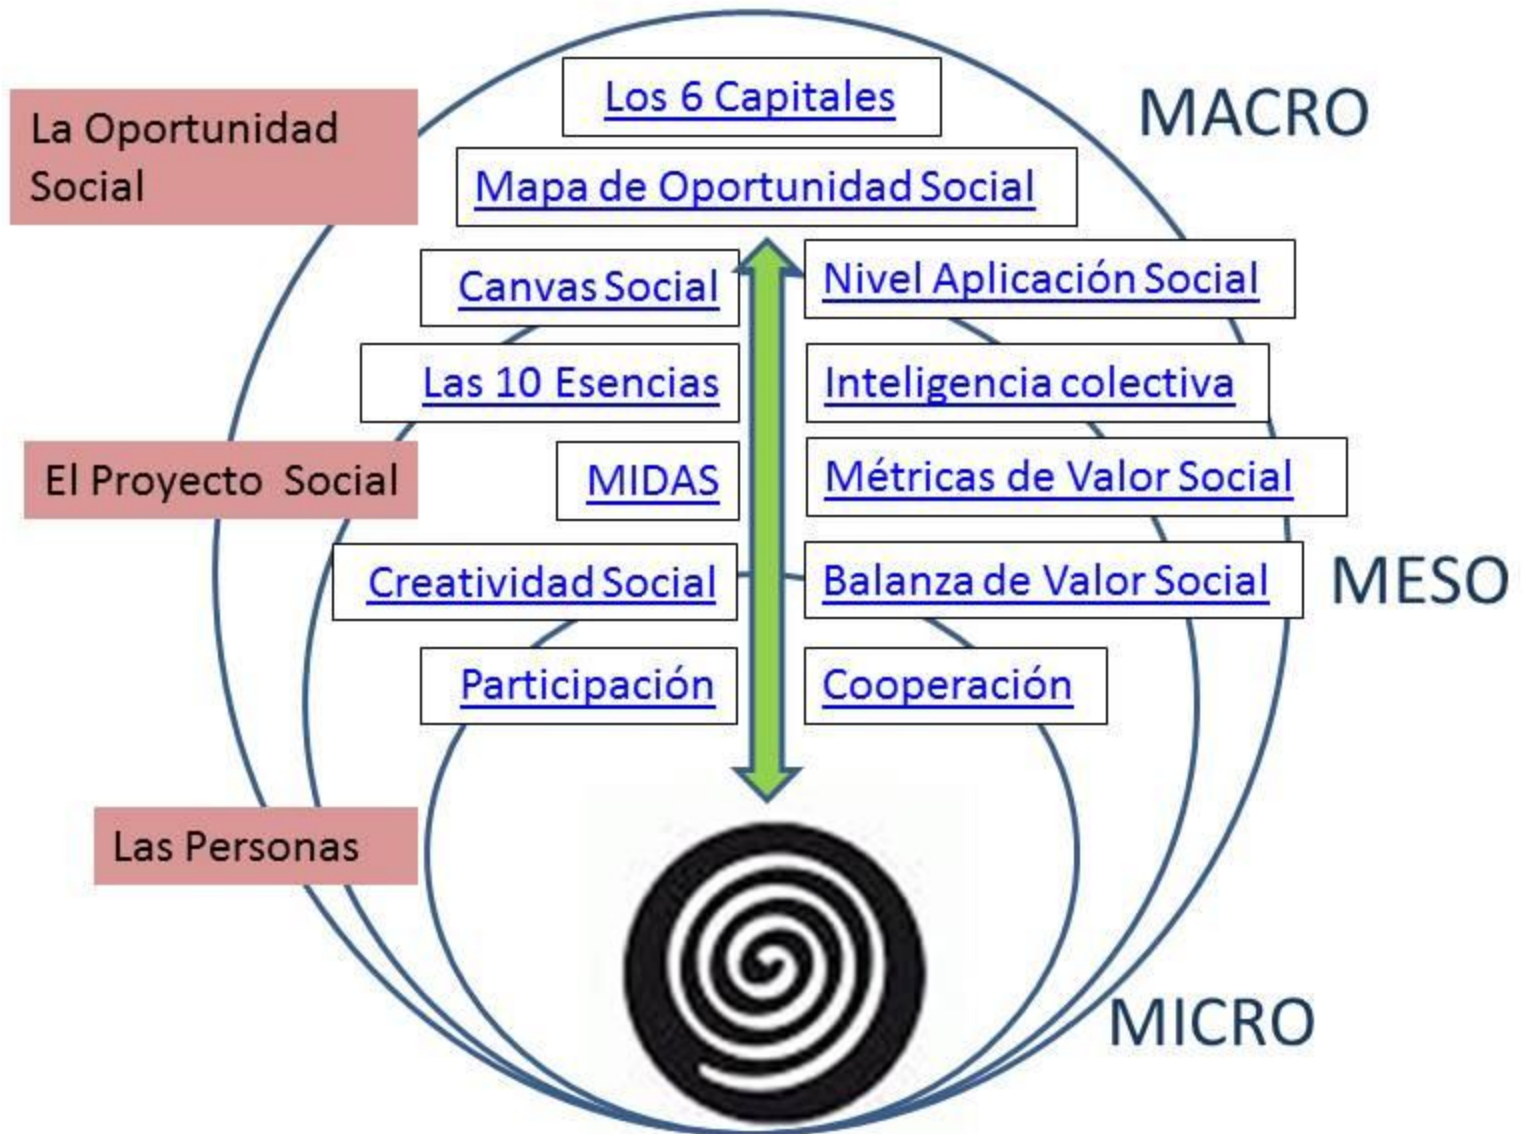 Los 6 Capitales
MACRO
La Oportunidad
Social
Mapa de Oportunidad Social
Canvas Social
Nivel Aplicación Social
Las 10 Esencias
Inteligencia colectiva
El Proyecto Social
MIDAS
Métricas de Valor Social
Creatividad Social
Balanza de Valor Social
MESO
Participación
Cooperación
Las Personas
MICRO